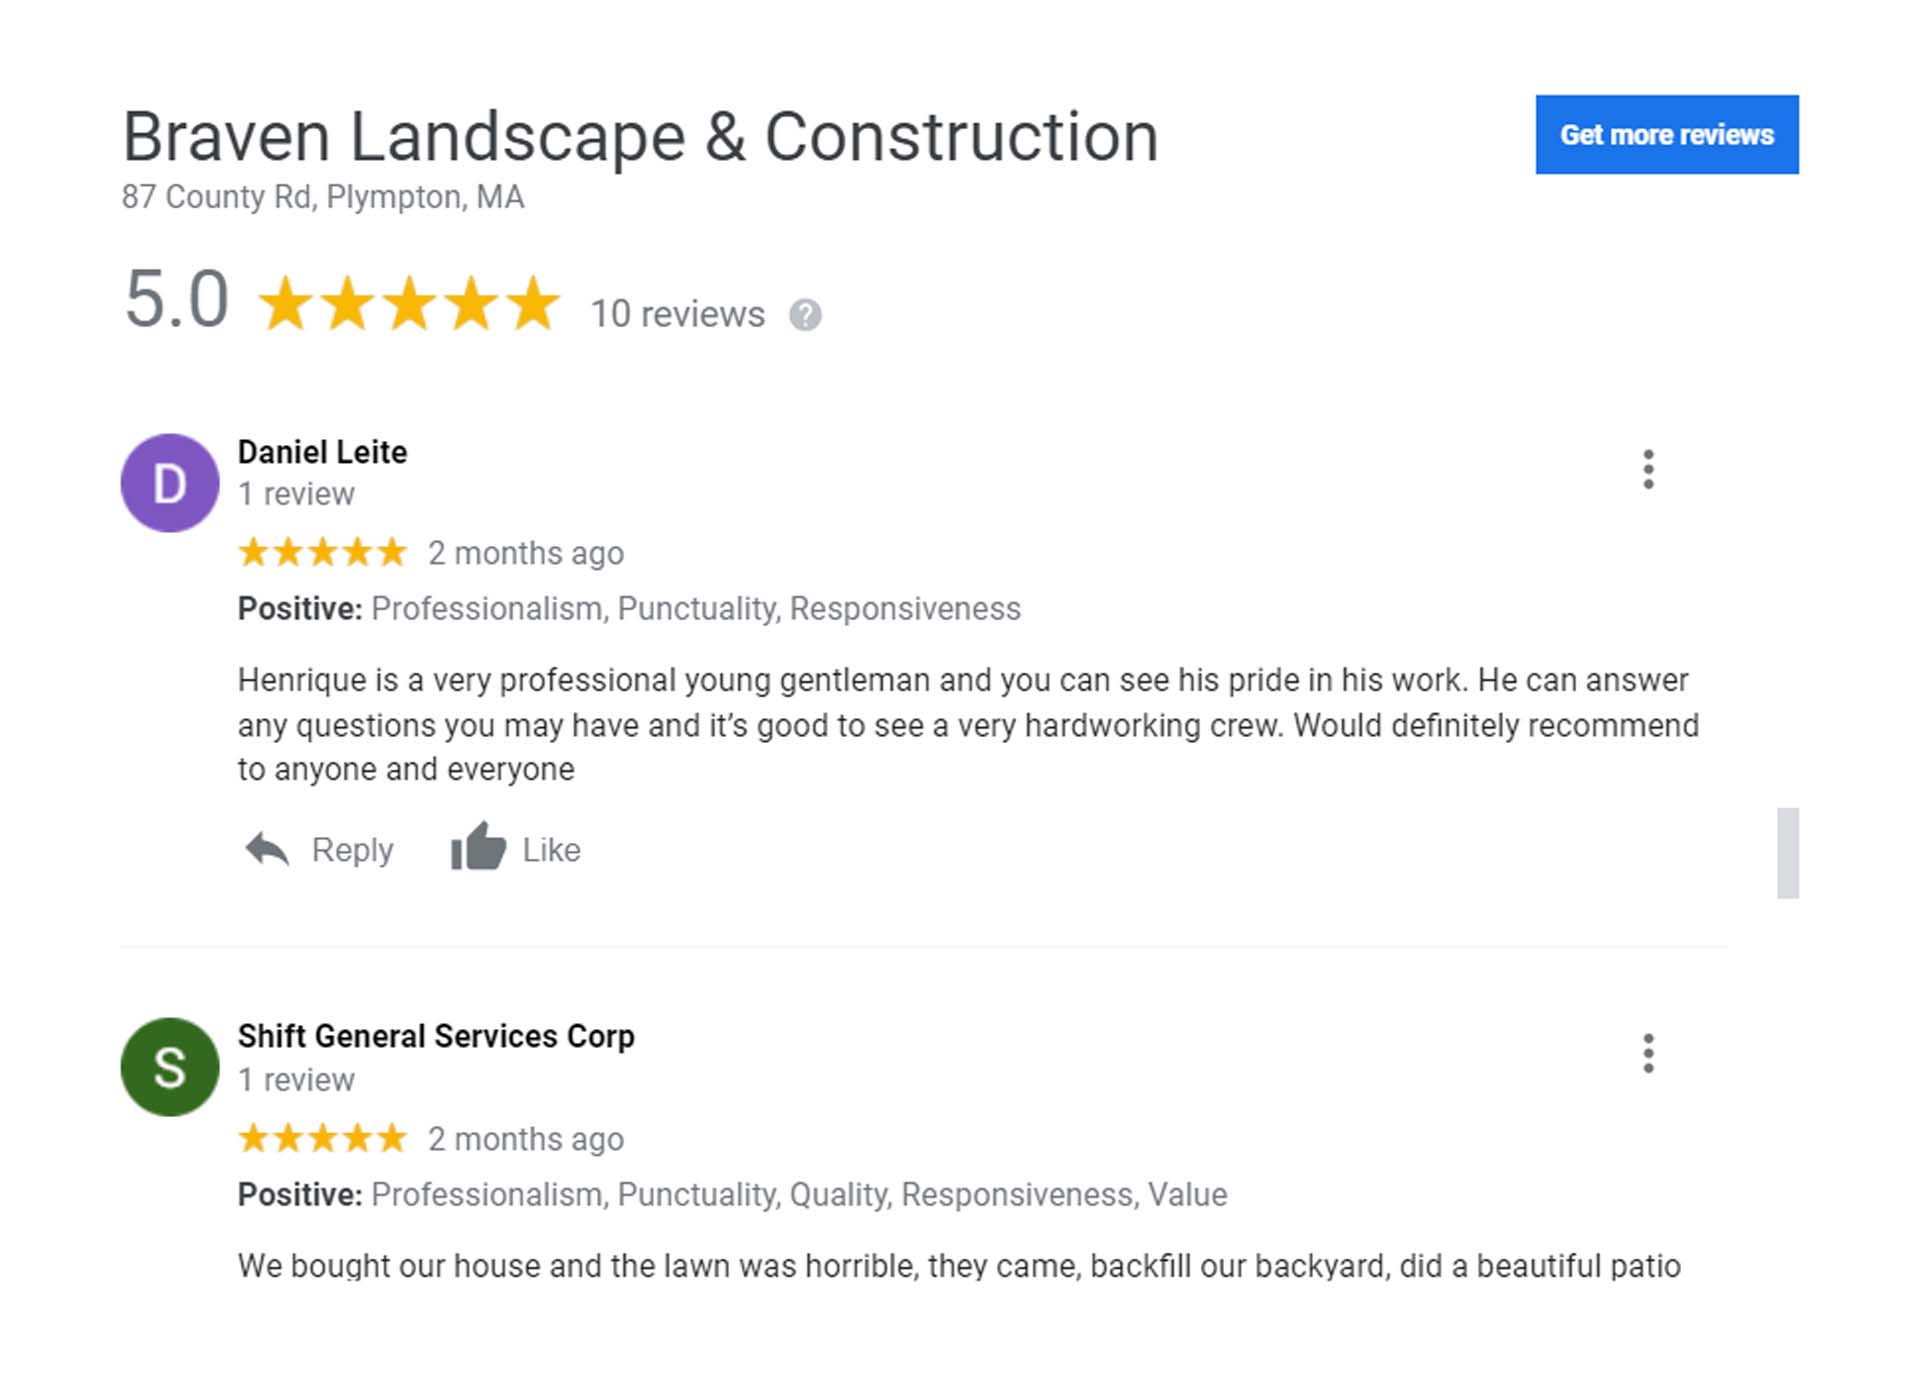 Braven Landscape & Construction
Get more reviews
87 County Rd, Plympton, MA
5.0 10 reviews ?
D
Daniel Leite
1 review
2 months ago
Positive: Professionalism, Punctuality, Responsiveness
Henrique is a very professional young gentleman and you can see his pride in his work. He can answer
any questions you may have and it’s good to see a very hardworking crew. Would definitely recommend
to anyone and everyone
Reply Like
S
Shift General Services Corp
1 review
2 months ago
Positive: Professionalism, Punctuality, Quality, Responsiveness, Value
We bought our house and the lawn was horrible, they came, backfill our backyard, did a beautiful patio